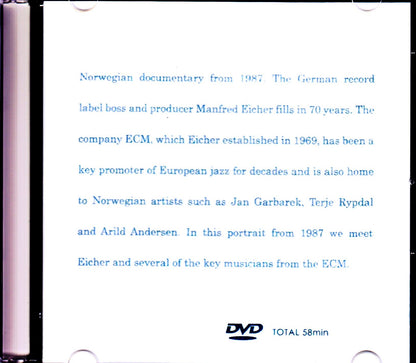 Norwegian documentary from 1987. The German record
label boss and producer Manfred Eicher fills in 70 years. The
company ECM, which Eicher established in 1969, has been a
key promoter of European jazz for decades and is also home
to Norwegian artists such as Jan Garbarek, Terje Rypdal
and Arild Andersen. In this portrait from 1987 we meet
Eicher and several of the key musicians from the ECM.
DVD TOTAL 58min